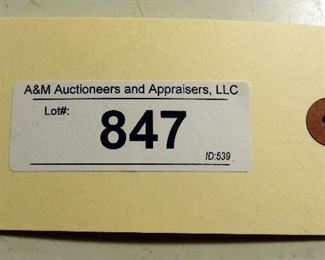 A&M Auctioneers and Appraisers, LLC
Lot#:
847
ID:539